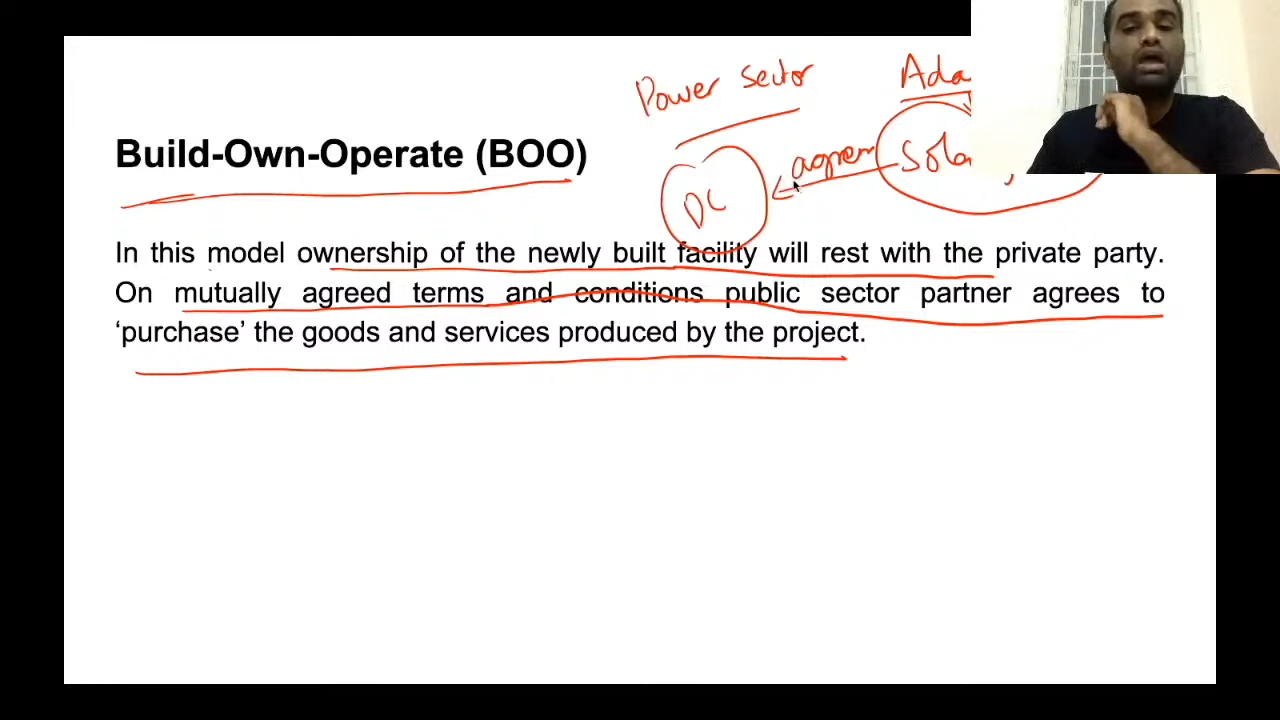 Power Sector
Ada
Build-Own-Operate (BOO)
agrem
Sola
DC
In this model ownership of the newly built facility will rest with the private party.
On mutually agreed terms and conditions public sector partner agrees to
‘purchase’ the goods and services produced by the project.